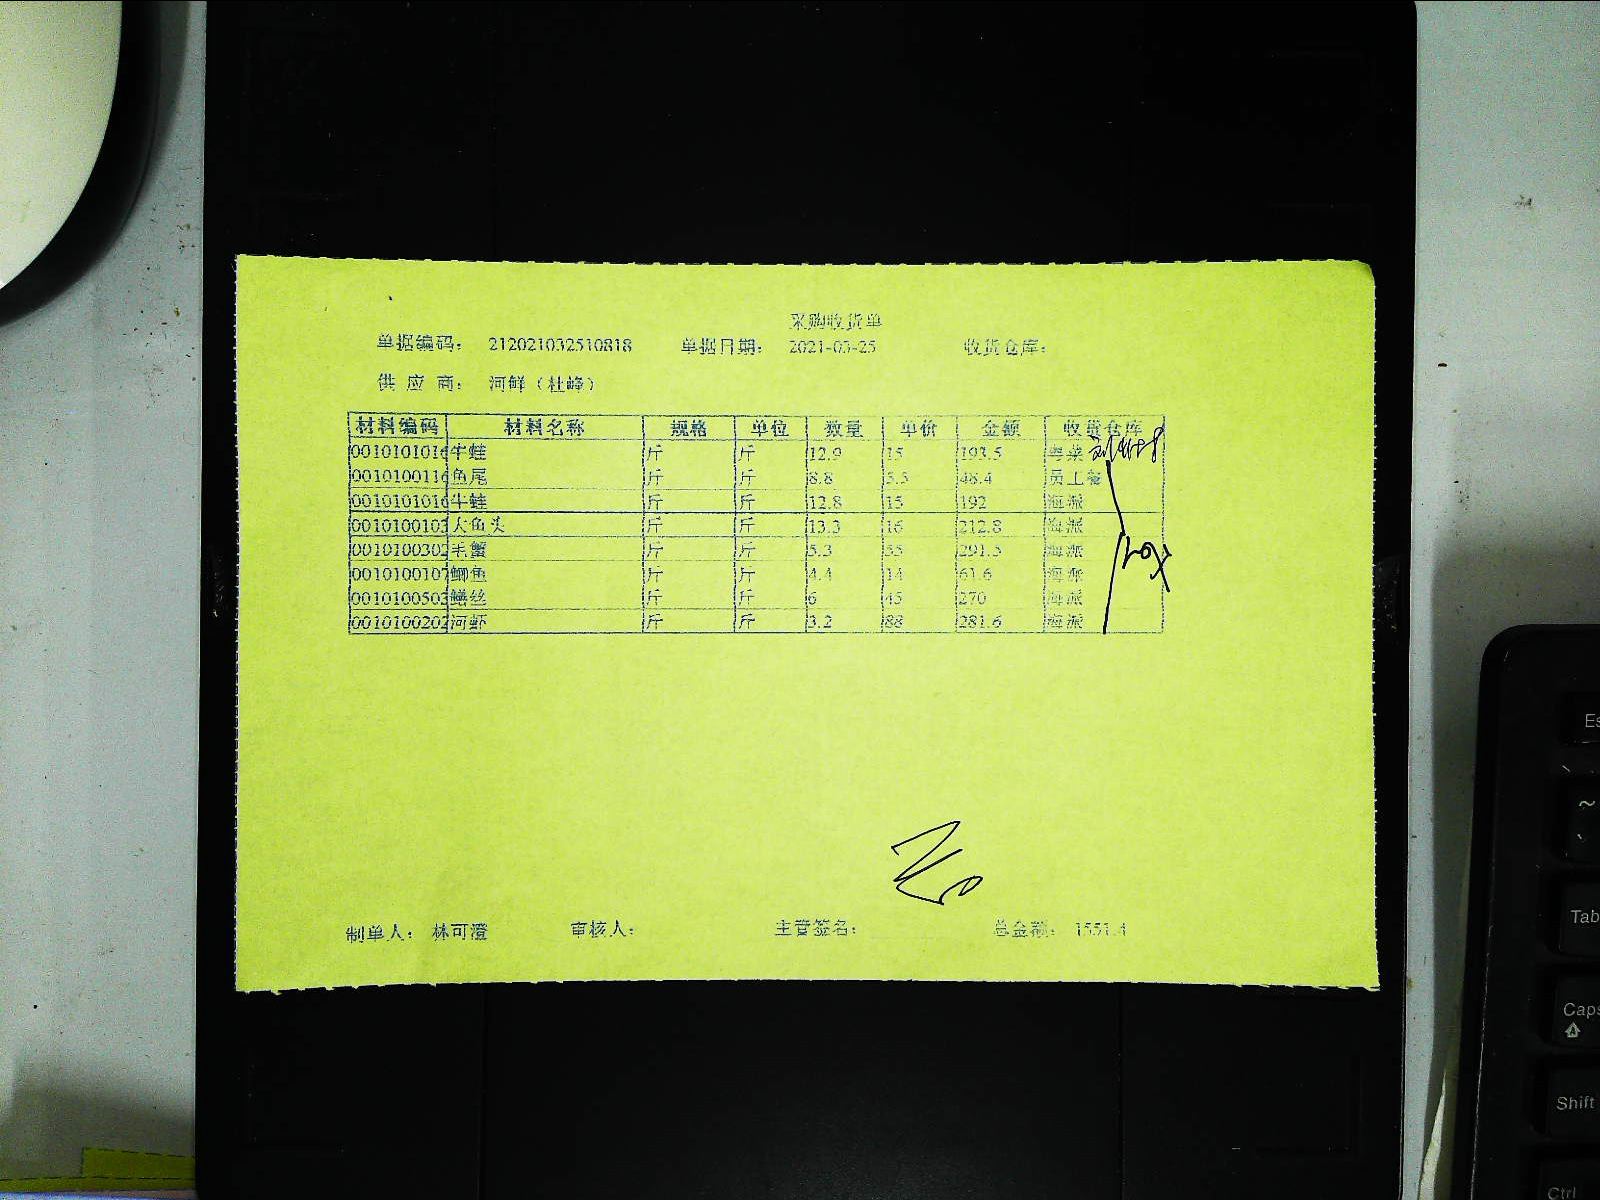 采购收货单
单据编码： 212021032510818 单据日期： 2021-03-25 收货仓库：
供 应 商： 河鲜（杜峰）
材料编码 材料名称 规格 单位 数量 单价 金额 收货仓库
0010101016 牛蛙 斤 斤 12.9 15 193.5 粤菜
0010100116 鱼尾 斤 斤 8.8 5.5 48.4 员工餐
0010101016 牛蛙 斤 斤 12.8 15 192 海派
0010100103 大鱼头 斤 斤 13.3 16 212.8 海派
0010100302 毛蟹 斤 斤 5.3 55 291.5 海派
0010100107 鲫鱼 斤 斤 4.4 14 61.6 海派
0010100503 鳝丝 斤 斤 6 45 270 海派
0010100202 河虾 斤 斤 3.2 88 281.6 海派
制单人： 林可澄 审核人： 主管签名： 总金额： 1551.4
Es
~
Tab
Caps
Shift
Ctrl